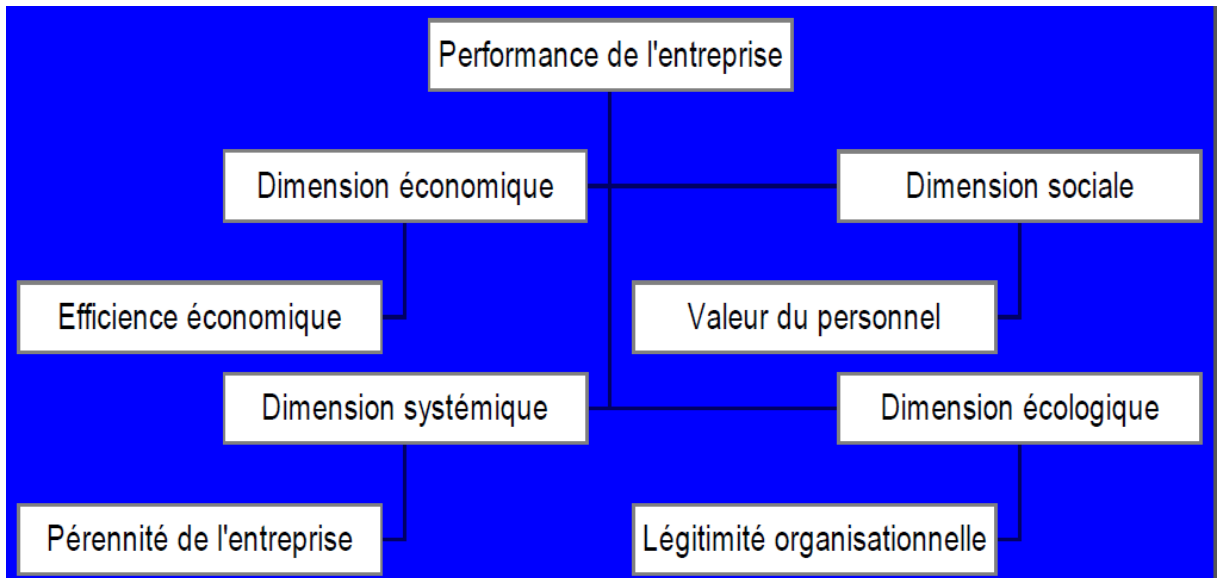 Performance de l'entreprise
Dimension économique
Dimension sociale
Efficience économique
Valeur du personnel
Dimension systémique
Dimension écologique
Pérennité de l'entreprise
Légitimité organisationnelle